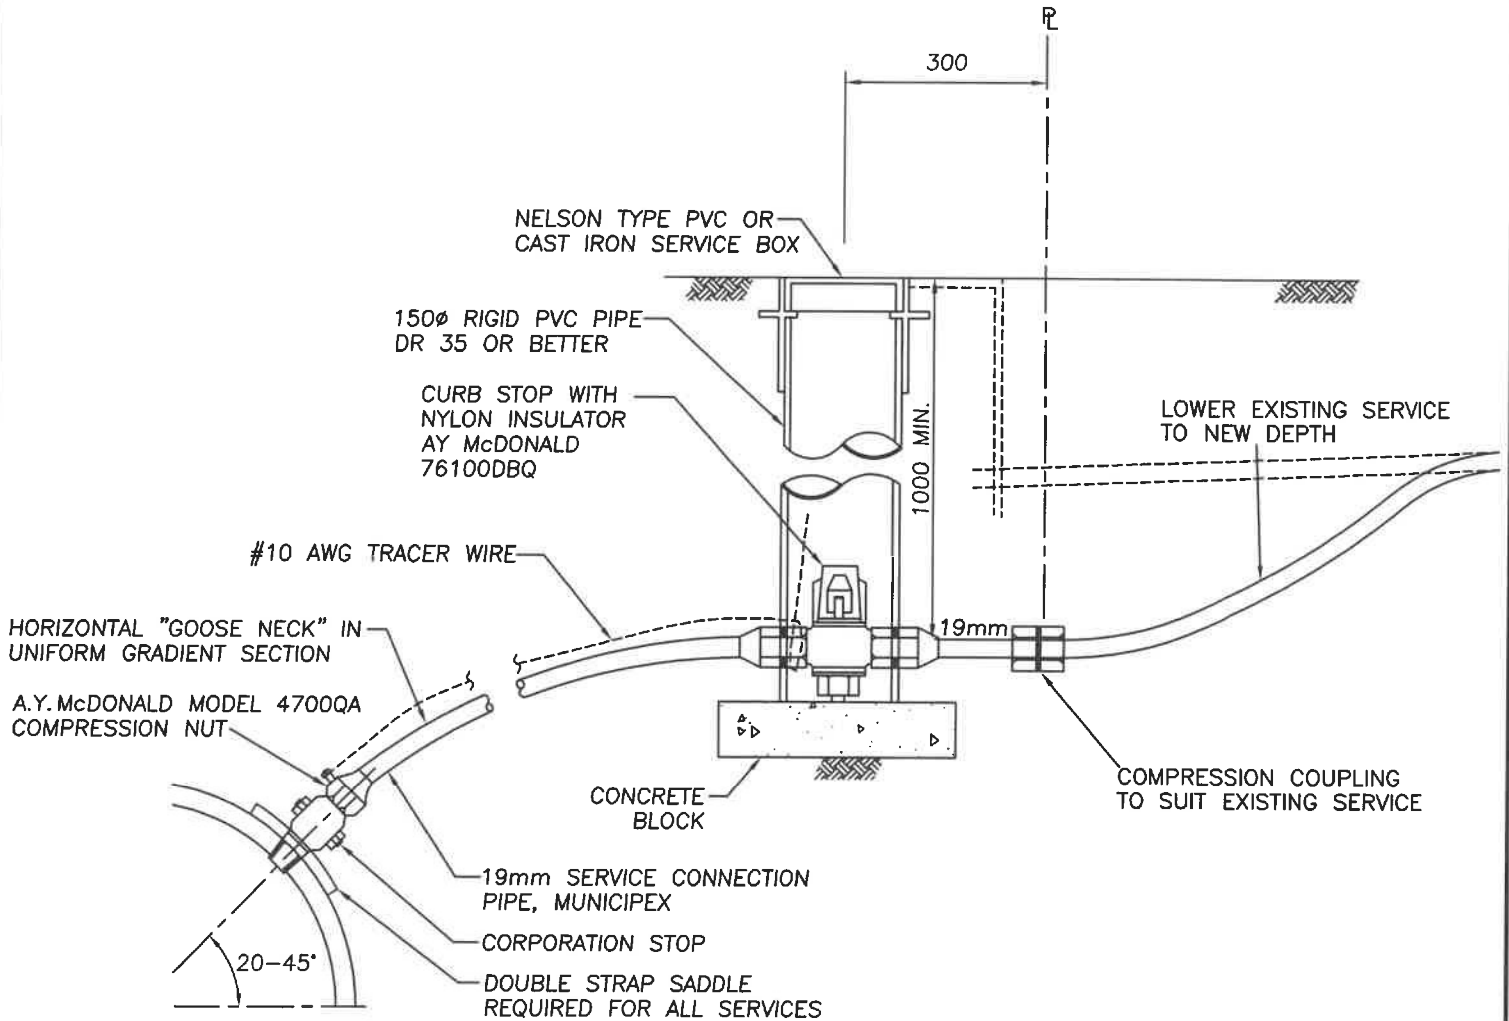 ℄
300
NELSON TYPE PVC OR
CAST IRON SERVICE BOX
150ø RIGID PVC PIPE
DR 35 OR BETTER
CURB STOP WITH
NYLON INSULATOR
AY McDONALD
76100DBQ
1000 MIN.
LOWER EXISTING SERVICE
TO NEW DEPTH
#10 AWG TRACER WIRE
HORIZONTAL "GOOSE NECK" IN
UNIFORM GRADIENT SECTION
19mm
A.Y. McDONALD MODEL 4700QA
COMPRESSION NUT
COMPRESSION COUPLING
TO SUIT EXISTING SERVICE
CONCRETE
BLOCK
19mm SERVICE CONNECTION
PIPE, MUNICIPEX
CORPORATION STOP
20-45°
DOUBLE STRAP SADDLE
REQUIRED FOR ALL SERVICES